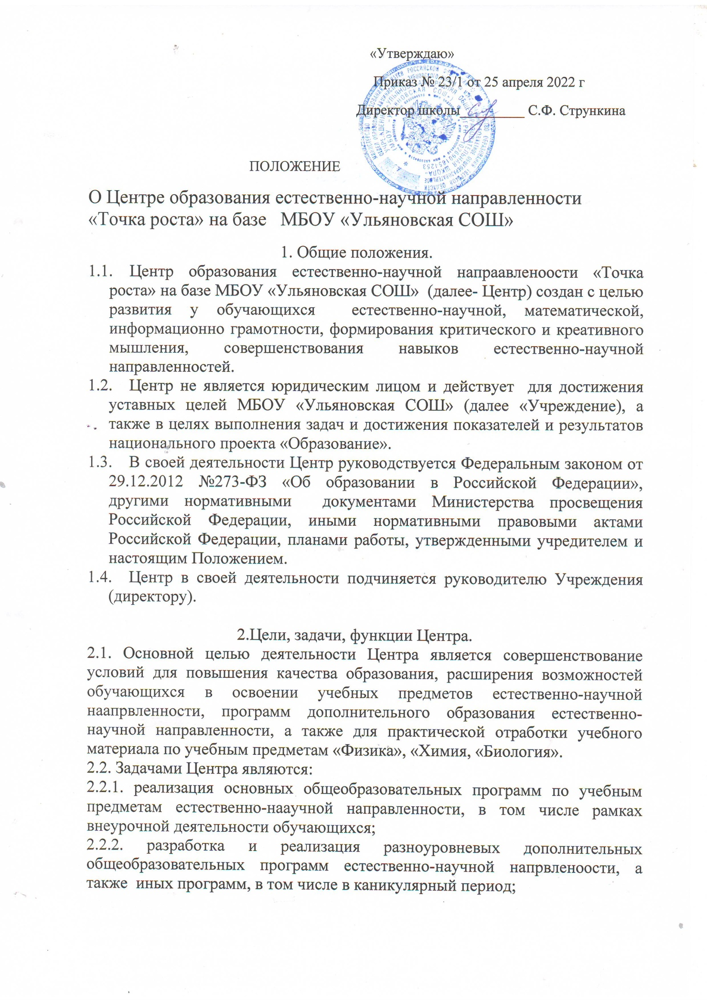 «Утверждаю»
Приказ № 23/1 от 25 апреля 2022 г
Директор школы_________ С.Ф. Стрункина
ПОЛОЖЕНИЕ
О Центре образования естественно-научной направленности
«Точка роста» на базе МБОУ «Ульяновская СОШ»
1. Общие положения.
1.1. Центр образования естественно-научной напраавленоости «Точка
роста» на базе МБОУ «Ульяновская СОШ» (далее- Центр) создан с целью
развития у обучающихся естественно-научной, математической,
информационно грамотности, формирования критического и креативного
мышления, совершенствования навыков естественно-научной
направленностей.
1.2. Центр не является юридическим лицом и действует для достижения
уставных целей МБОУ «Ульяновская СОШ» (далее «Учреждение), а
также в целях выполнения задач и достижения показателей и результатов
национального проекта «Образование».
1.3. В своей деятельности Центр руководствуется Федеральным законом от
29.12.2012 №273-ФЗ «Об образовании в Российской Федерации»,
другими нормативными документами Министерства просвещения
Российской Федерации, иными нормативными правовыми актами
Российской Федерации, планами работы, утвержденными учредителем и
настоящим Положением.
1.4. Центр в своей деятельности подчиняется руководителю Учреждения
(директору).
2.Цели, задачи, функции Центра.
2.1. Основной целью деятельности Центра является совершенствование
условий для повышения качества образования, расширения возможностей
обучающихся в освоении учебных предметов естественно-научной
наапрвленности, программ дополнительного образования естественно-
научной направленности, а также для практической отработки учебного
материала по учебным предметам «Физика», «Химия, «Биология».
2.2. Задачами Центра являются:
2.2.1. реализация основных общеобразовательных программ по учебным
предметам естественно-наaучной направленности, в том числе рамках
внеурочной деятельности обучающихся;
2.2.2. разработка и реализация разноуровневых дополнительных
общеобразовательных программ естественно-научной напрвленоости, а
также иных программ, в том числе в каникулярный период;